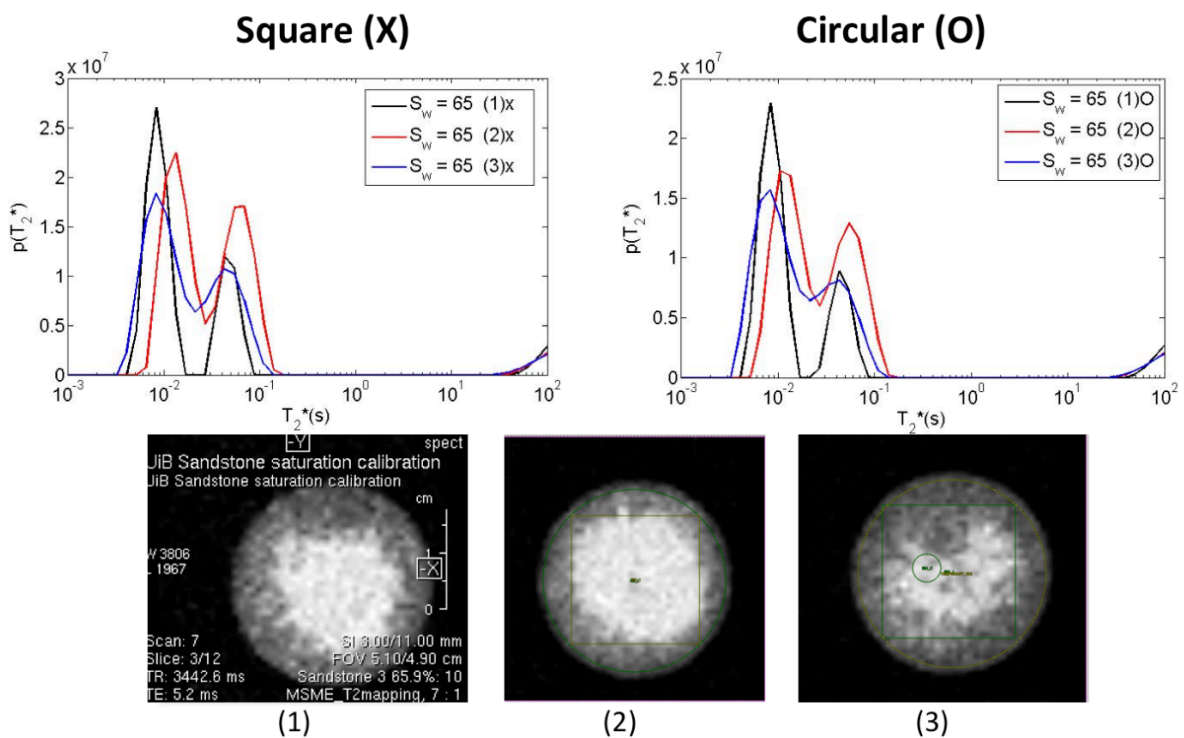 Square (X)
Circular (O)
x 10^7
3
2.5
2
1.5
1
0.5
0
p(T2*)
S_w = 65 (1)x
S_w = 65 (2)x
S_w = 65 (3)x
10^-3
10^-2
10^-1
10^0
10^1
10^2
T2*(s)
x 10^7
2.5
2
1.5
1
0.5
0
p(T2*)
S_w = 65 (1)O
S_w = 65 (2)O
S_w = 65 (3)O
10^-3
10^-2
10^-1
10^0
10^1
10^2
T2*(s)
-Y
spect
UiB Sandstone saturation calibration
UiB Sandstone saturation calibration
cm
W 3806
L 1967
1
-X
0
Scan: 7
SI 3.00/11.00 mm
Slice: 3/12
FOV 5.10/4.90 cm
TR: 3442.6 ms
Sandstone 3 65.9%: 10
TE: 5.2 ms
MSME_T2mapping, 7 : 1
(1)
(2)
(3)